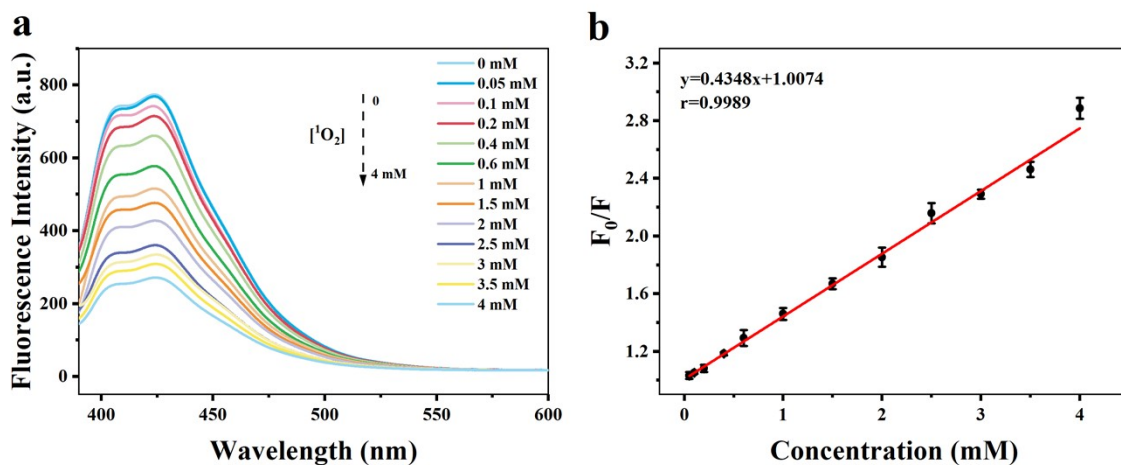 a
Fluorescence Intensity (a.u.)
800
600
400
200
0
400
450
500
550
600
Wavelength (nm)
[¹O₂]
0
4 mM
0 mM
0.05 mM
0.1 mM
0.2 mM
0.4 mM
0.6 mM
1 mM
1.5 mM
2 mM
2.5 mM
3 mM
3.5 mM
4 mM
b
F₀/F
3.2
2.8
2.4
2.0
1.6
1.2
0
1
2
3
4
Concentration (mM)
y=0.4348x+1.0074
r=0.9989